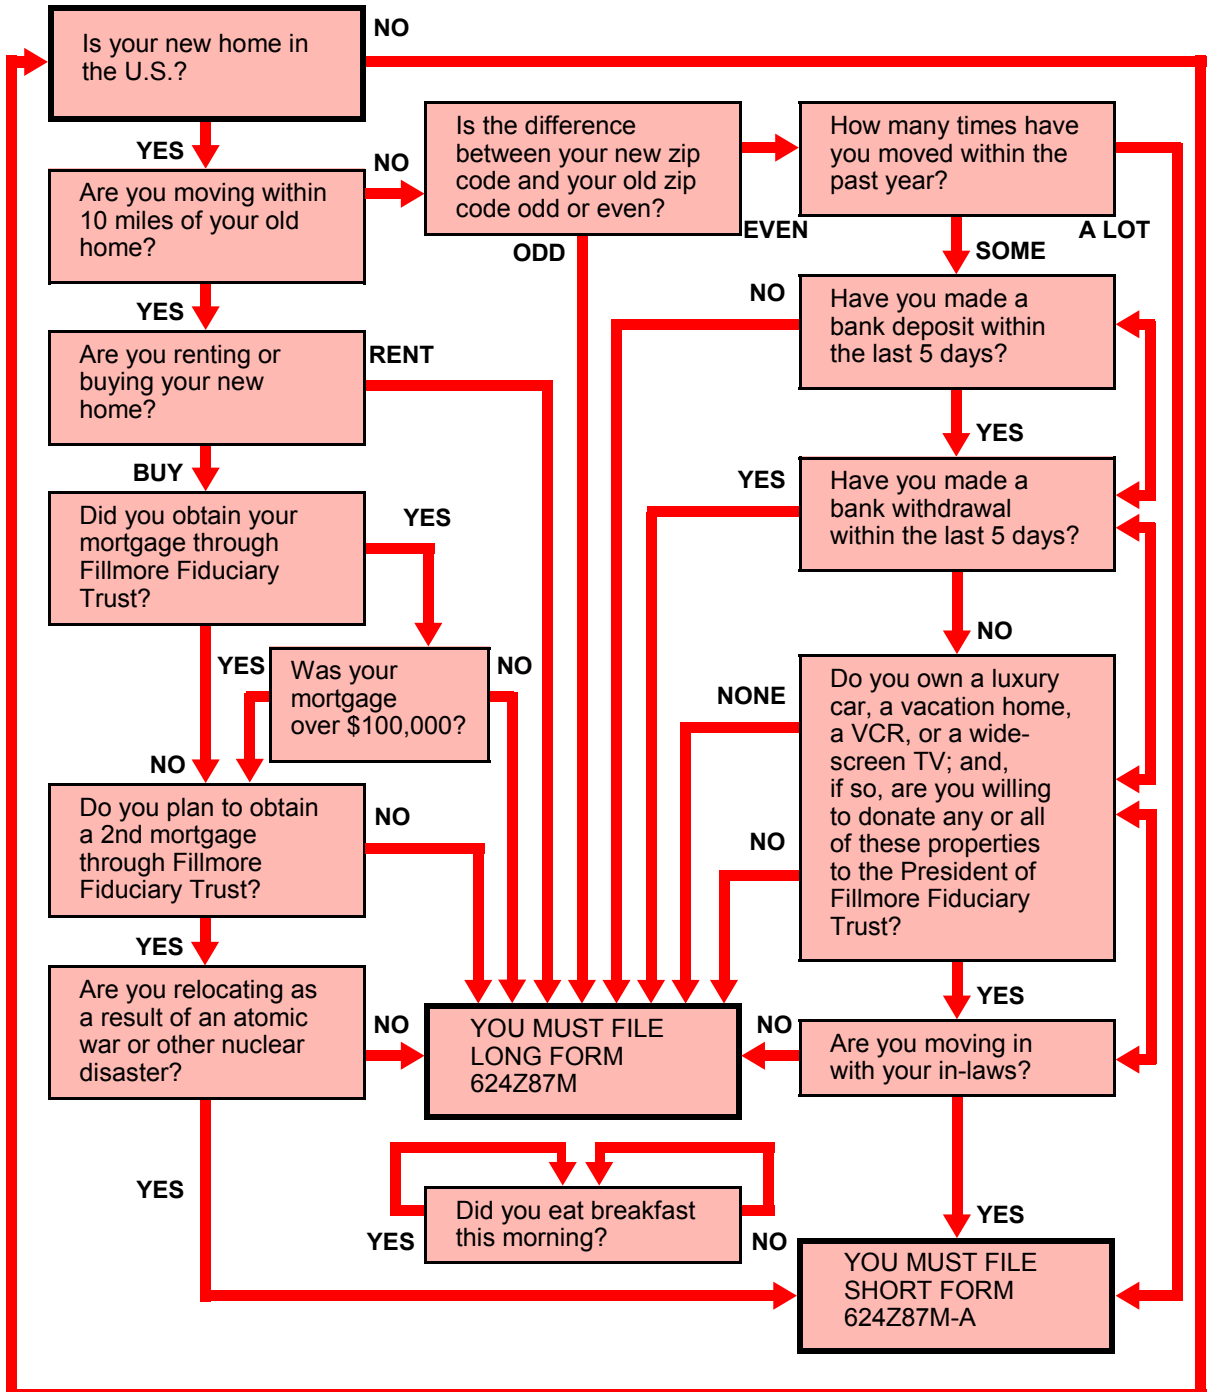 Is your new home in
the U.S.?
NO
YES
Are you moving within
10 miles of your old
home?
NO
Is the difference
between your new zip
code and your old zip
code odd or even?
ODD
EVEN
How many times have
you moved within the
past year?
SOME
A LOT
YES
Are you renting or
buying your new
home?
RENT
BUY
NO
Have you made a
bank deposit within
the last 5 days?
YES
Did you obtain your
mortgage through
Fillmore Fiduciary
Trust?
YES
YES
Have you made a
bank withdrawal
within the last 5 days?
NO
YES
Was your
mortgage
over $100,000?
NO
NO
Do you plan to obtain
a 2nd mortgage
through Fillmore
Fiduciary Trust?
NO
NONE
NO
Do you own a luxury
car, a vacation home,
a VCR, or a wide-
screen TV; and,
if so, are you willing
to donate any or all
of these properties
to the President of
Fillmore Fiduciary
Trust?
YES
YES
Are you relocating as
a result of an atomic
war or other nuclear
disaster?
NO
YOU MUST FILE
LONG FORM
624Z87M
NO
Are you moving in
with your in-laws?
YES
Did you eat breakfast
this morning?
YES
NO
YES
YOU MUST FILE
SHORT FORM
624Z87M-A